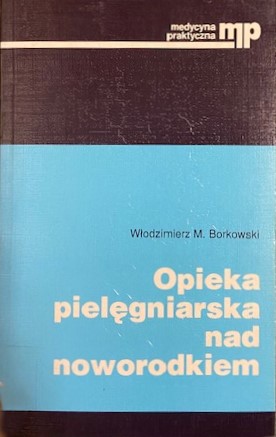 medycyna
praktyczna
mp
Włodzimierz M. Borkowski
Opieka
pielęgniarska
nad
noworodkiem